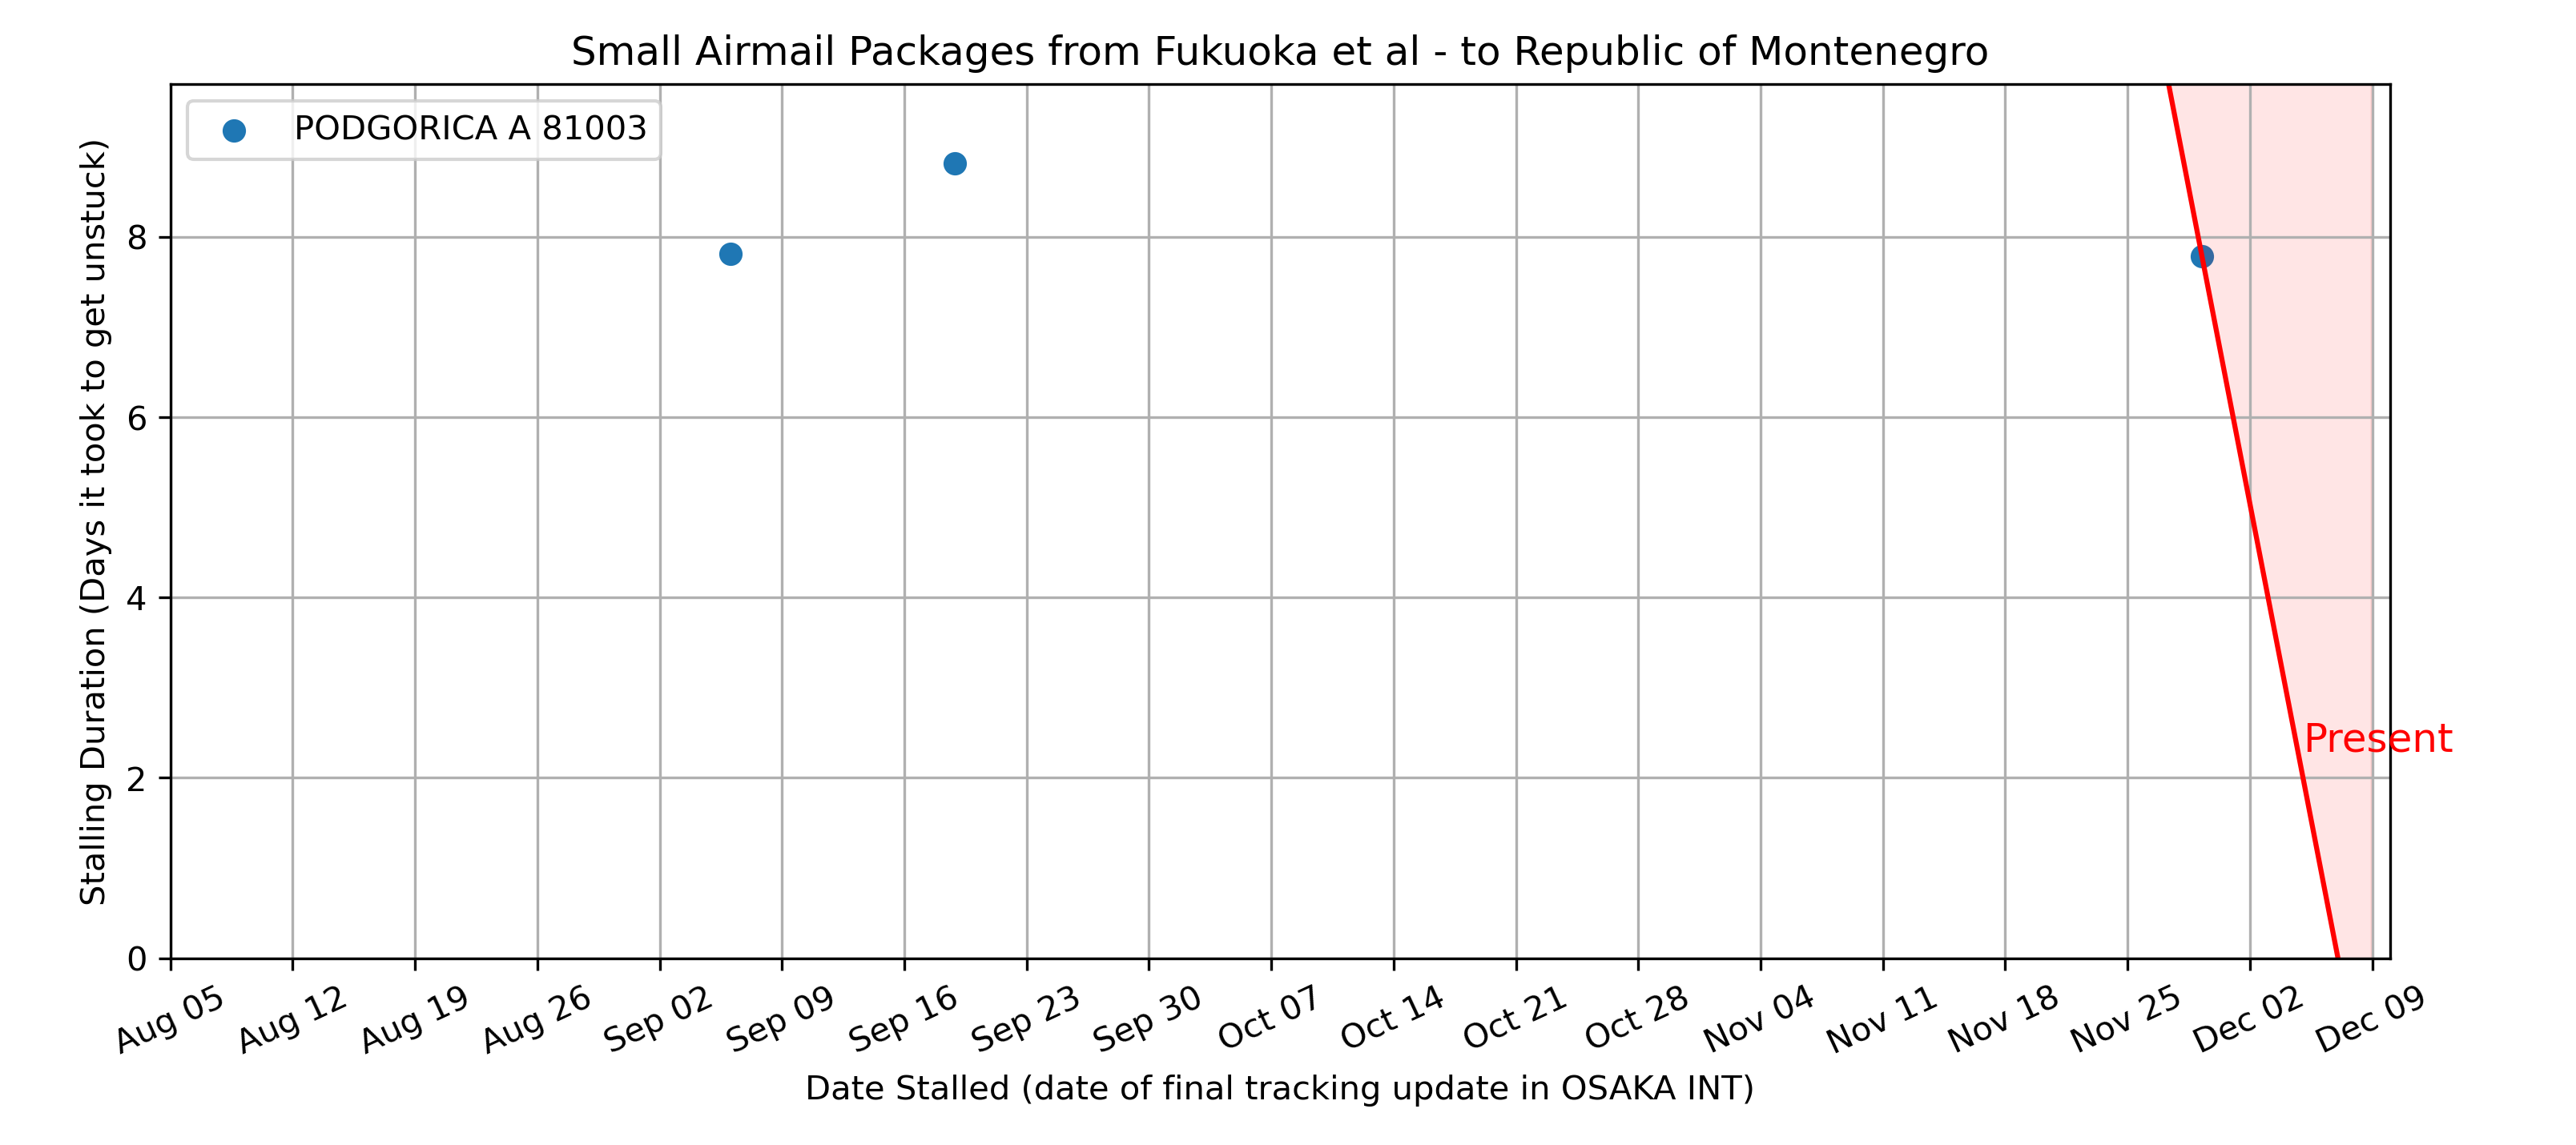 Small Airmail Packages from Fukuoka et al - to Republic of Montenegro
PODGORICA A 81003
Stalling Duration (Days it took to get unstuck)
8
6
4
2
0
Present
Aug 05
Aug 12
Aug 19
Aug 26
Sep 02
Sep 09
Sep 16
Sep 23
Sep 30
Oct 07
Oct 14
Oct 21
Oct 28
Nov 04
Nov 11
Nov 18
Nov 25
Dec 02
Dec 09
Date Stalled (date of final tracking update in OSAKA INT)